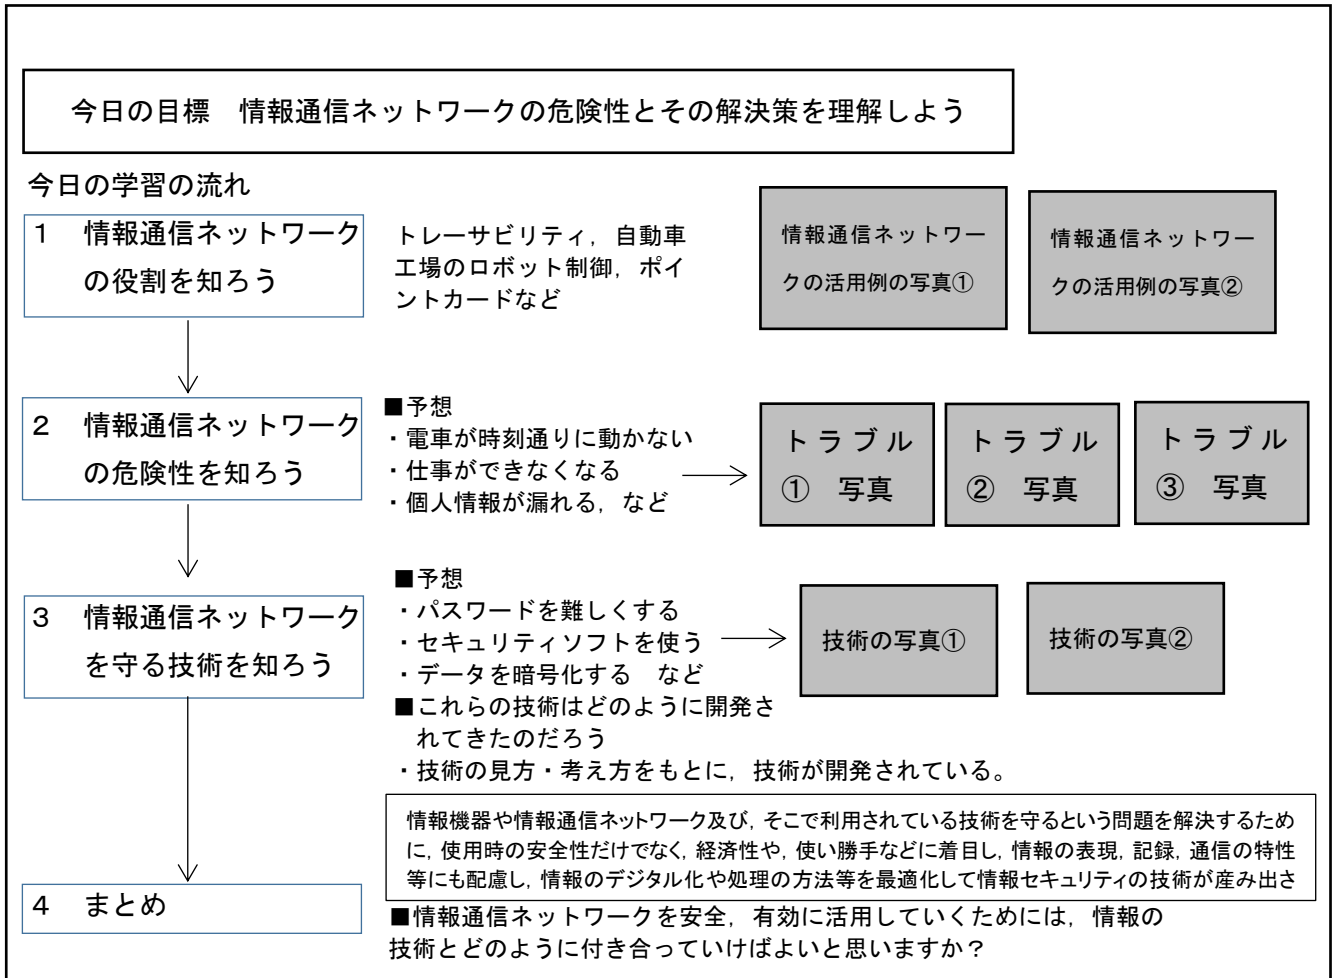 今日の目標　情報通信ネットワークの危険性とその解決策を理解しよう
今日の学習の流れ
１　情報通信ネットワーク
の役割を知ろう
トレーサビリティ，自動車
工場のロボット制御，ポイ
ントカードなど
情報通信ネットワー
クの活用例の写真①
情報通信ネットワー
クの活用例の写真②
２　情報通信ネットワーク
の危険性を知ろう
■予想
・電車が時刻通りに動かない
・仕事ができなくなる
・個人情報が漏れる，など
トラブル
①　写真
トラブル
②　写真
トラブル
③　写真
３　情報通信ネットワーク
を守る技術を知ろう
■予想
・パスワードを難しくする
・セキュリティソフトを使う
・データを暗号化する　など
技術の写真①
技術の写真②
■これらの技術はどのように開発さ
れてきたのだろう
・技術の見方・考え方をもとに，技術が開発されている。
情報機器や情報通信ネットワーク及び，そこで利用されている技術を守るという問題を解決するため
に，使用時の安全性だけでなく，経済性や，使い勝手などに着目し，情報の表現，記録，通信の特性
等にも配慮し，情報のデジタル化や処理の方法等を最適化して情報セキュリティの技術が産み出さ
４　まとめ
■情報通信ネットワークを安全，有効に活用していくためには，情報の
技術とどのように付き合っていけばよいと思いますか？